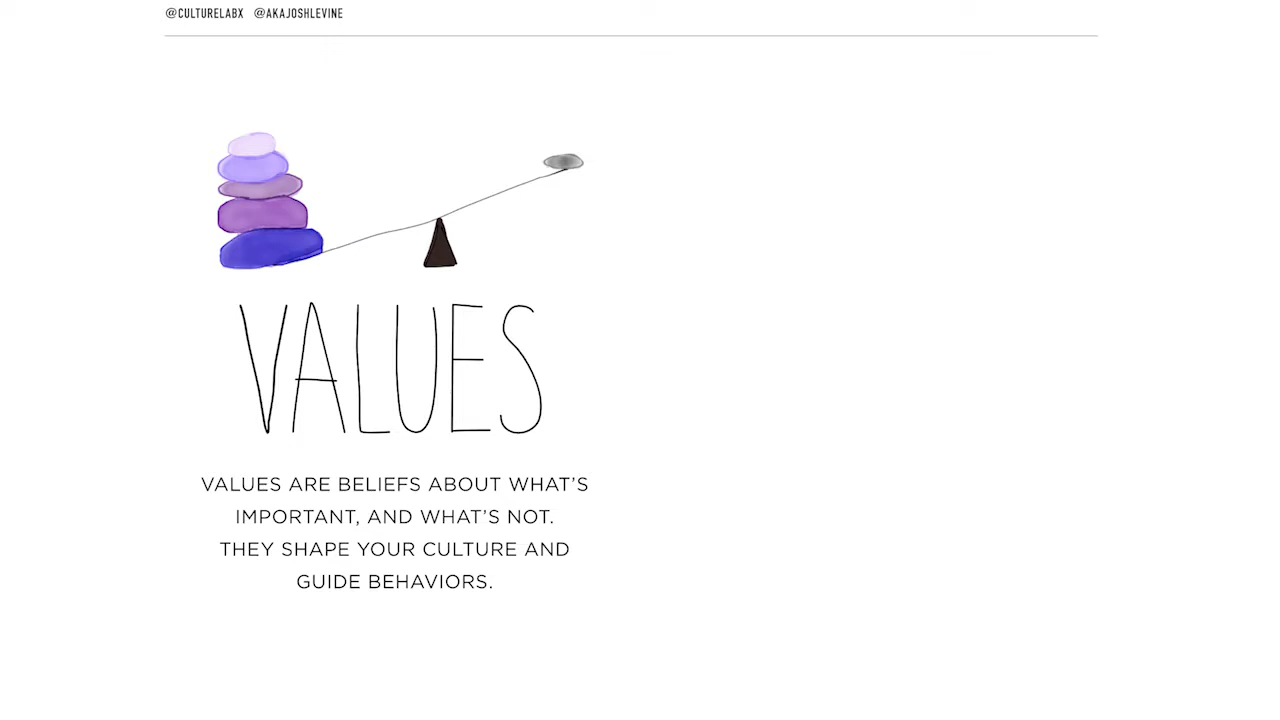 @CULTURELABX @AKAJOSHLEVINE
VALUES
VALUES ARE BELIEFS ABOUT WHAT'S
IMPORTANT, AND WHAT'S NOT.
THEY SHAPE YOUR CULTURE AND
GUIDE BEHAVIORS.